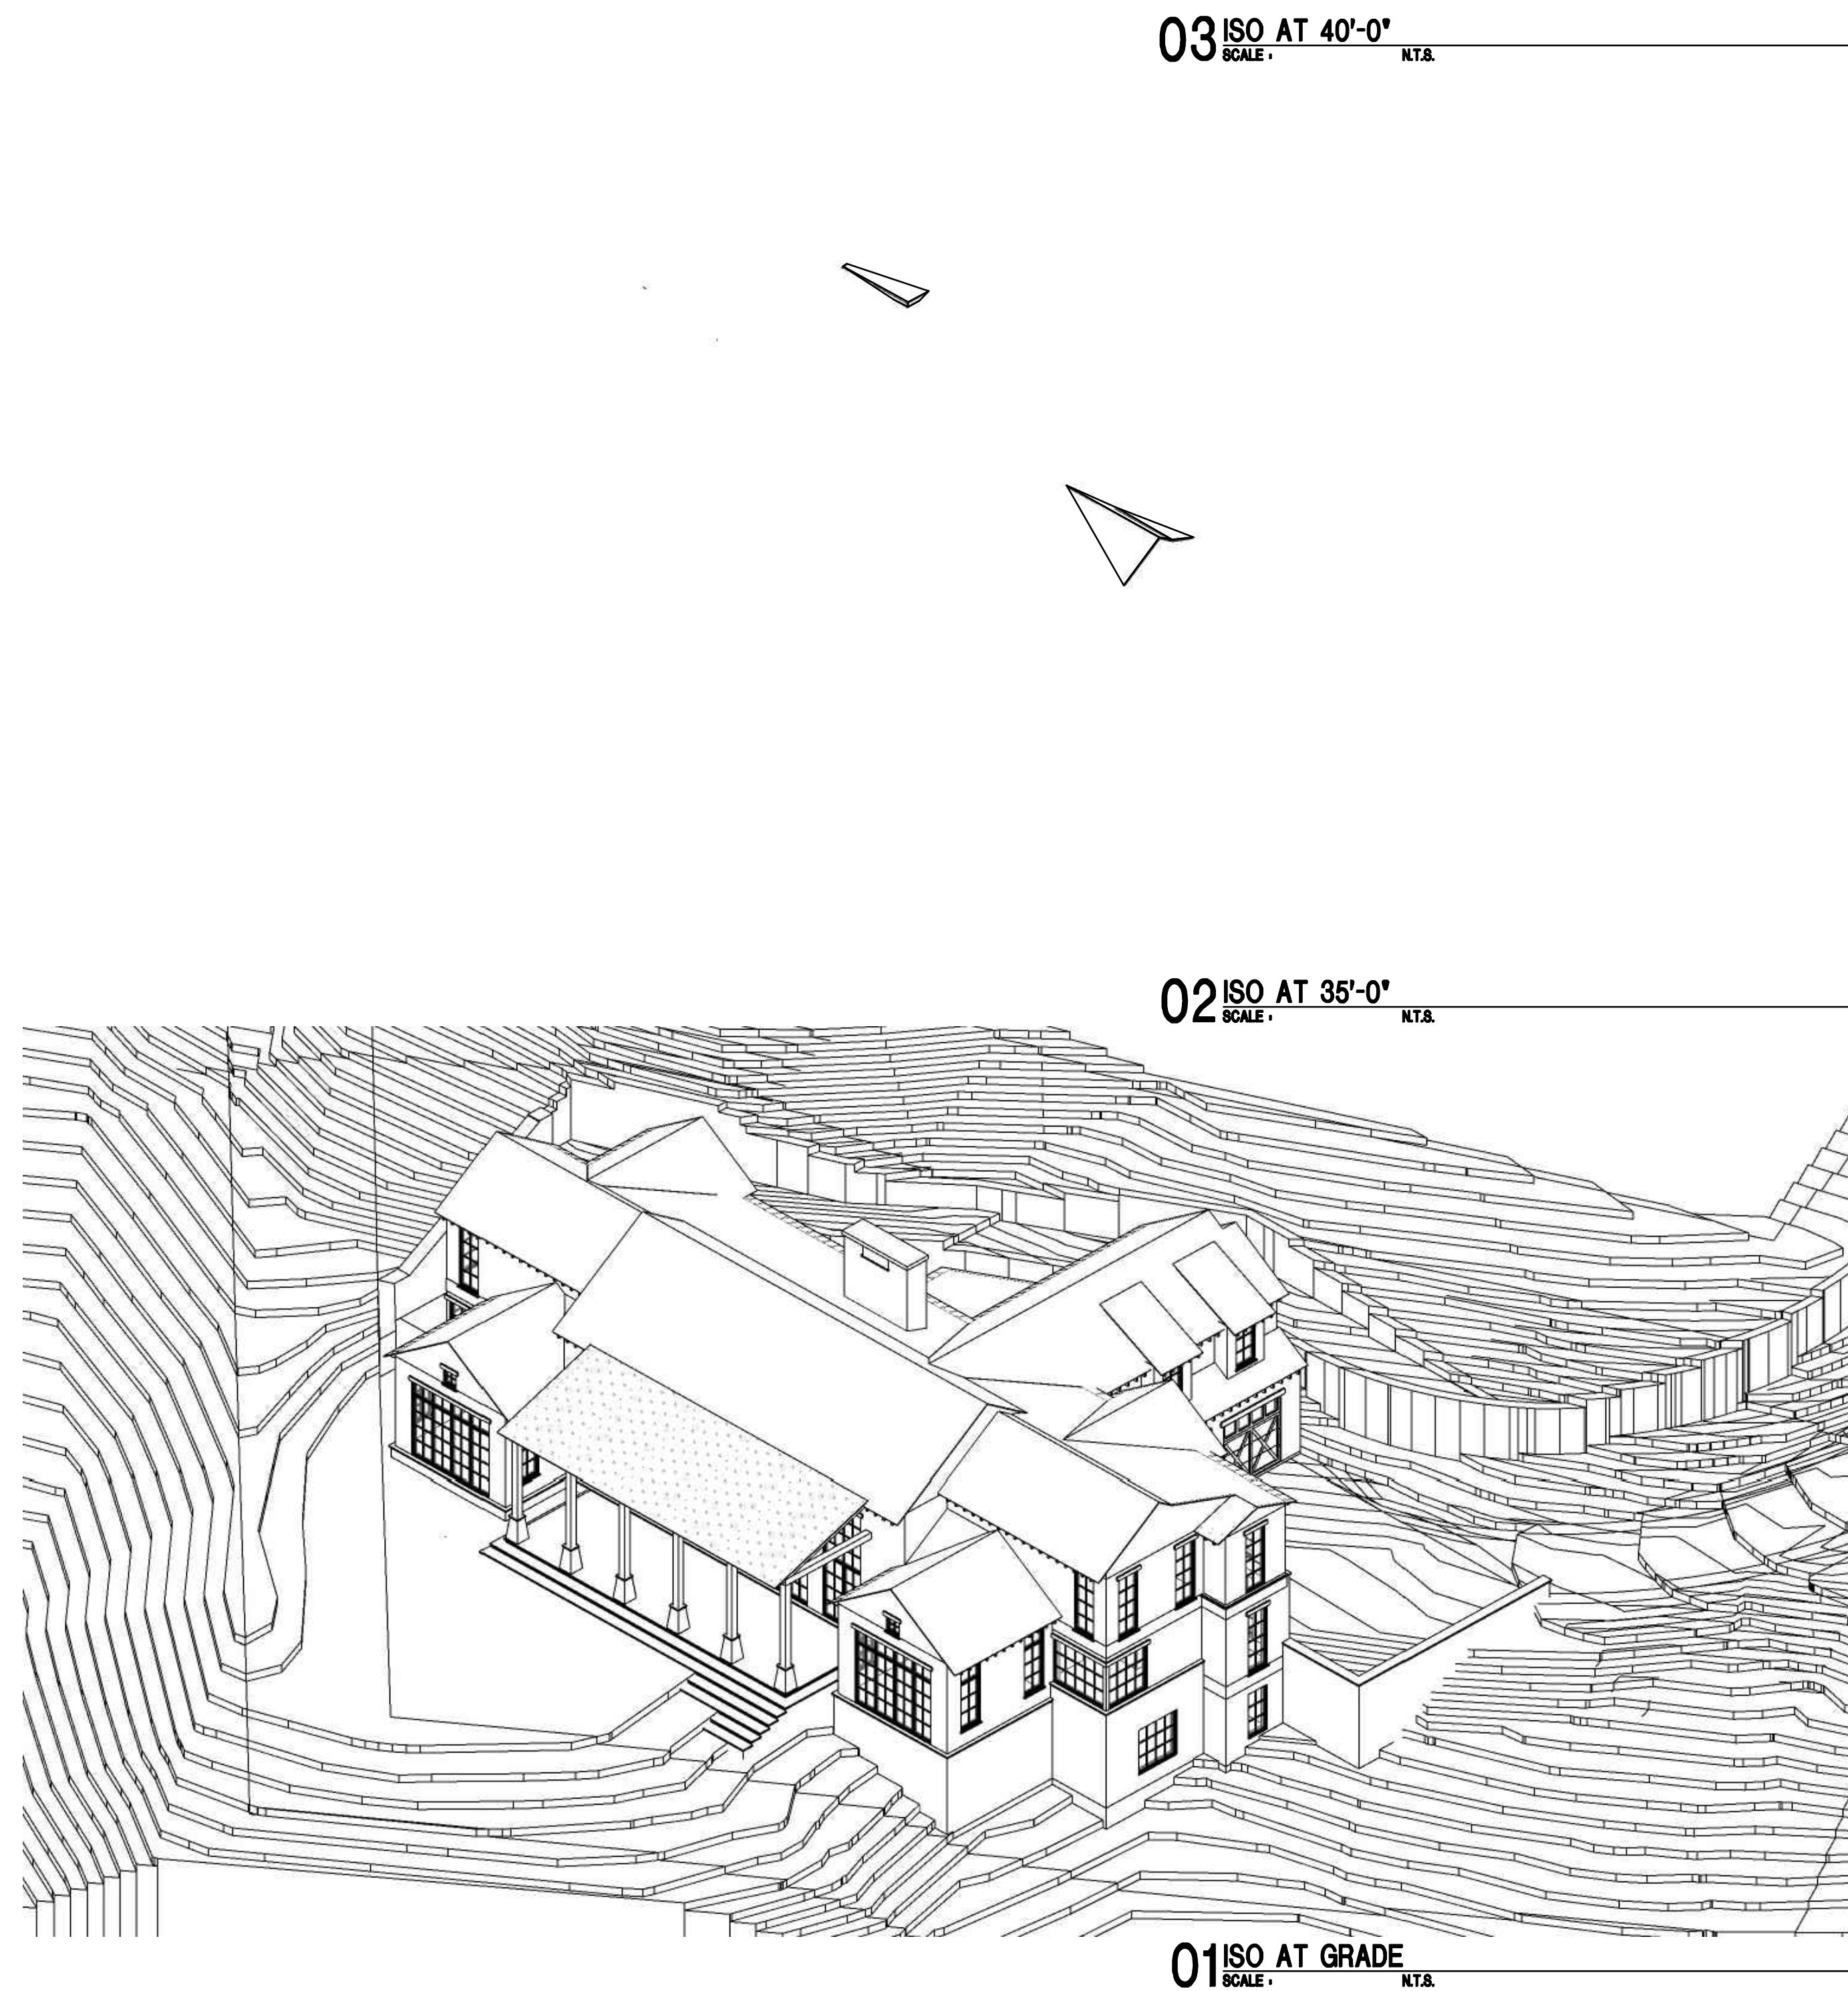 03 ISO AT 40'-0"
SCALE : N.T.S.
02 ISO AT 35'-0"
SCALE : N.T.S.
01 ISO AT GRADE
SCALE : N.T.S.